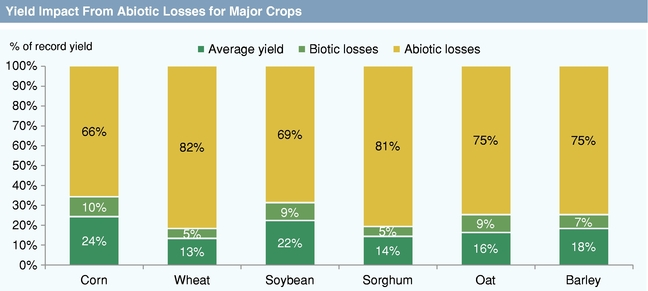 Yield Impact From Abiotic Losses for Major Crops
% of record yield
Average yield Biotic losses Abiotic losses
100%
90%
80%
70%
60%
50%
40%
30%
20%
10%
0%
66% 82% 69% 81% 75% 75%
10% 5% 9% 5% 9% 7%
24% 13% 22% 14% 16% 18%
Corn Wheat Soybean Sorghum Oat Barley